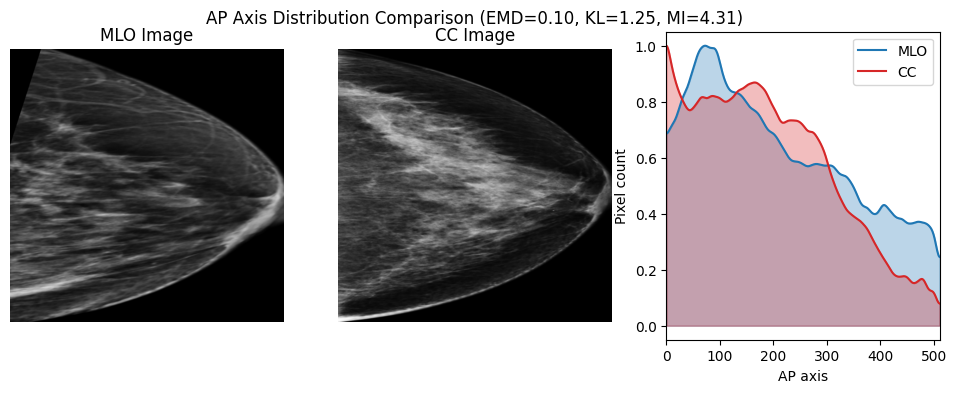 AP Axis Distribution Comparison (EMD=0.10, KL=1.25, MI=4.31)
MLO Image
CC Image
MLO
CC
Pixel count
1.0
0.8
0.6
0.4
0.2
0.0
0 100 200 300 400 500
AP axis